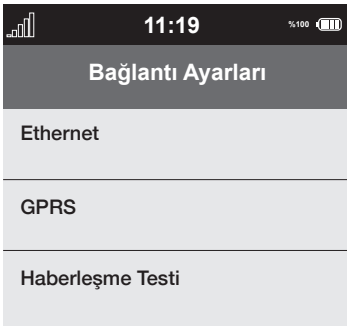 11:19 %100
Bağlantı Ayarları
Ethernet
GPRS
Haberleşme Testi